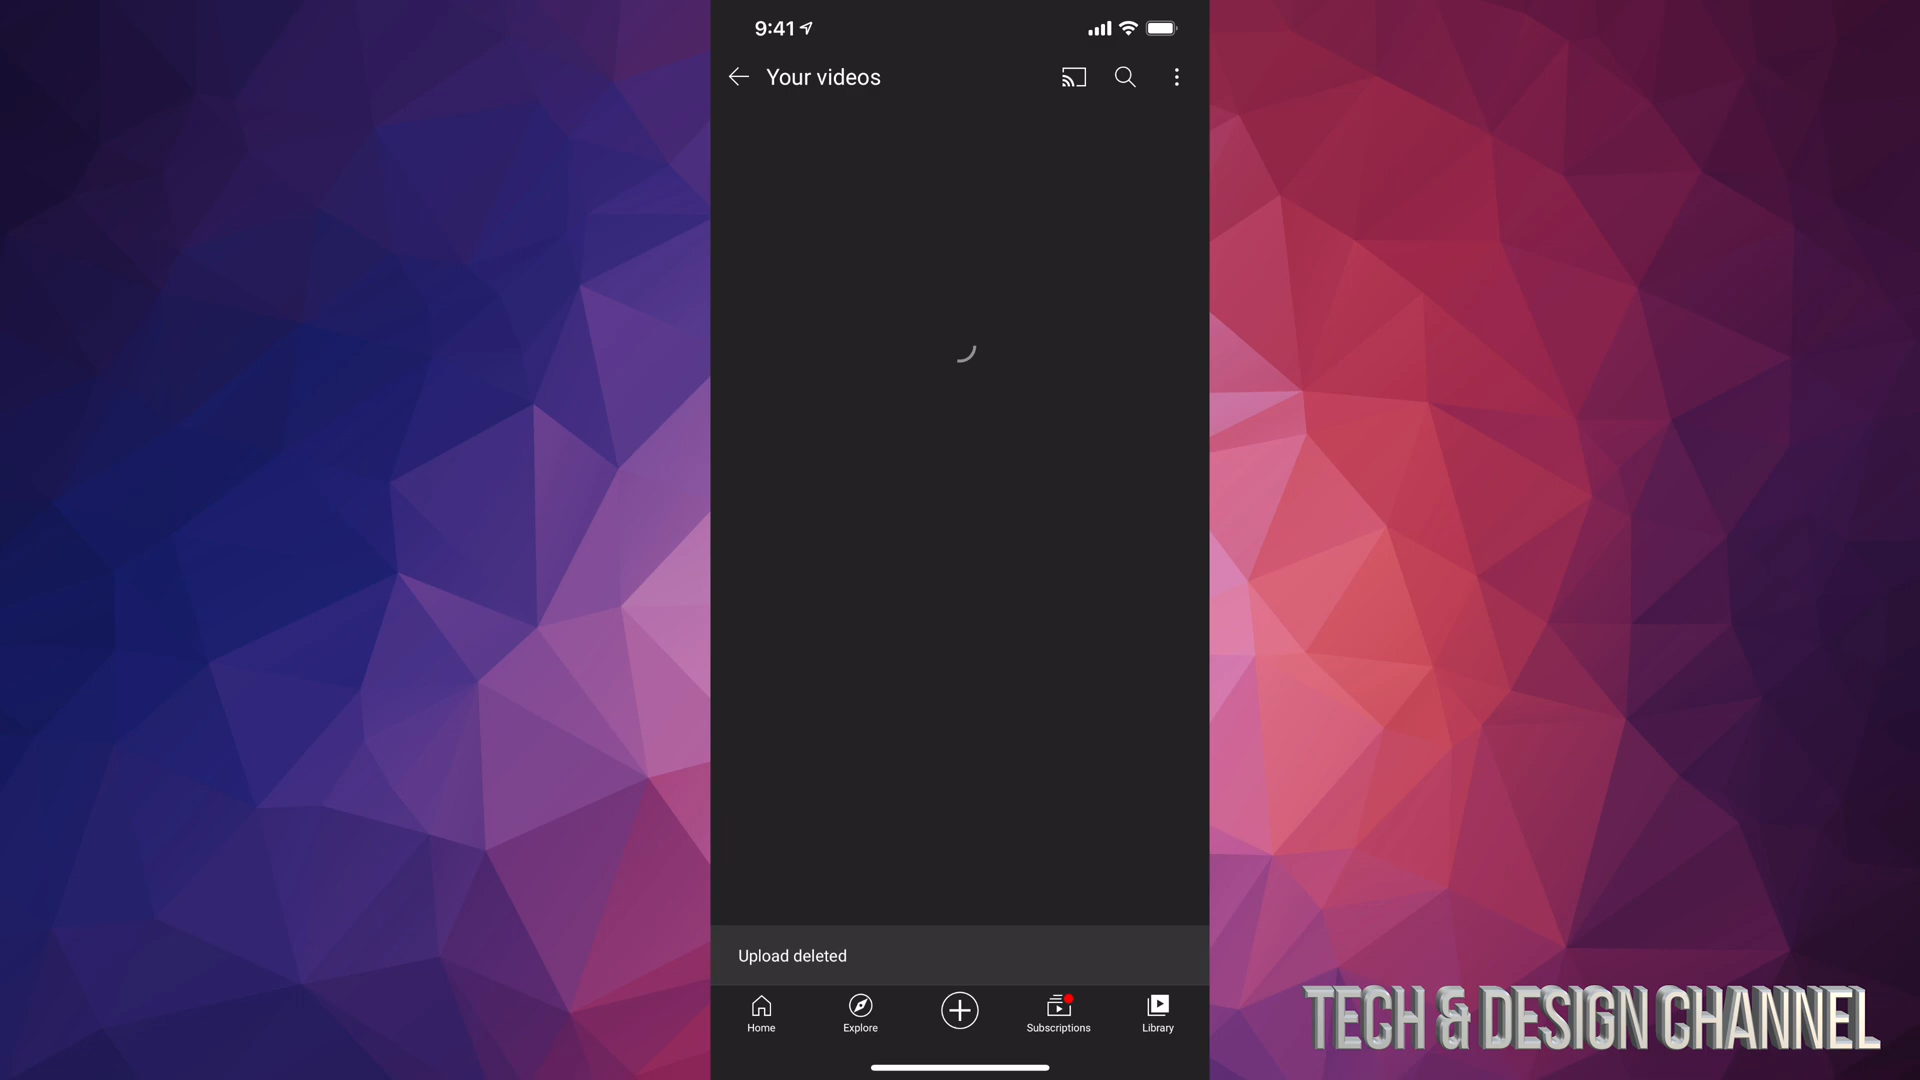 9:41
Your videos
Upload deleted
Home
Explore
Subscriptions
Library
TECH & DESIGN CHANNEL